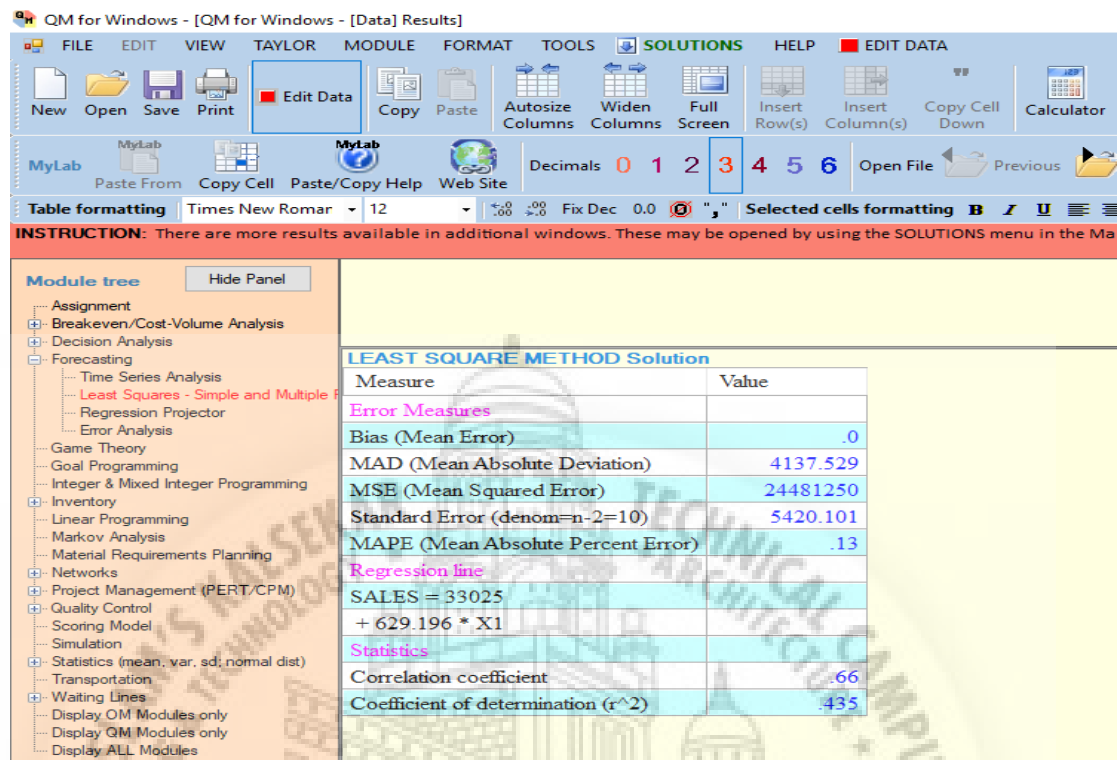 QM for Windows - [QM for Windows - [Data] Results]
FILE EDIT VIEW TAYLOR MODULE FORMAT TOOLS SOLUTIONS HELP EDIT DATA
New Open Save Print Edit Data Copy Paste Autosize Columns Widen Columns Full Screen Insert Row(s) Insert Column(s) Copy Cell Down Calculator
MyLab MyLab Paste From Copy Cell MyLab Paste/Copy Help Web Site Decimals 0 1 2 3 4 5 6 Open File Previous
Table formatting Times New Romar 12 Fix Dec 0.0 "," Selected cells formatting B I U
INSTRUCTION: There are more results available in additional windows. These may be opened by using the SOLUTIONS menu in the Ma
Module tree Hide Panel
Assignment
Breakeven/Cost-Volume Analysis
Decision Analysis
Forecasting
Time Series Analysis
Least Squares - Simple and Multiple
Regression Projector
Error Analysis
Game Theory
Goal Programming
Integer & Mixed Integer Programming
Inventory
Linear Programming
Markov Analysis
Material Requirements Planning
Networks
Project Management (PERT/CPM)
Quality Control
Scoring Model
Simulation
Statistics (mean, var, sd; normal dist)
Transportation
Waiting Lines
Display OM Modules only
Display QM Modules only
Display ALL Modules
LEAST SQUARE METHOD Solution
Measure Value
Error Measures
Bias (Mean Error) .0
MAD (Mean Absolute Deviation) 4137.529
MSE (Mean Squared Error) 24481250
Standard Error (denom=n-2=10) 5420.101
MAPE (Mean Absolute Percent Error) .13
Regression line
SALES = 33025
+ 629.196 * X1
Statistics
Correlation coefficient .66
Coefficient of determination (r^2) .435